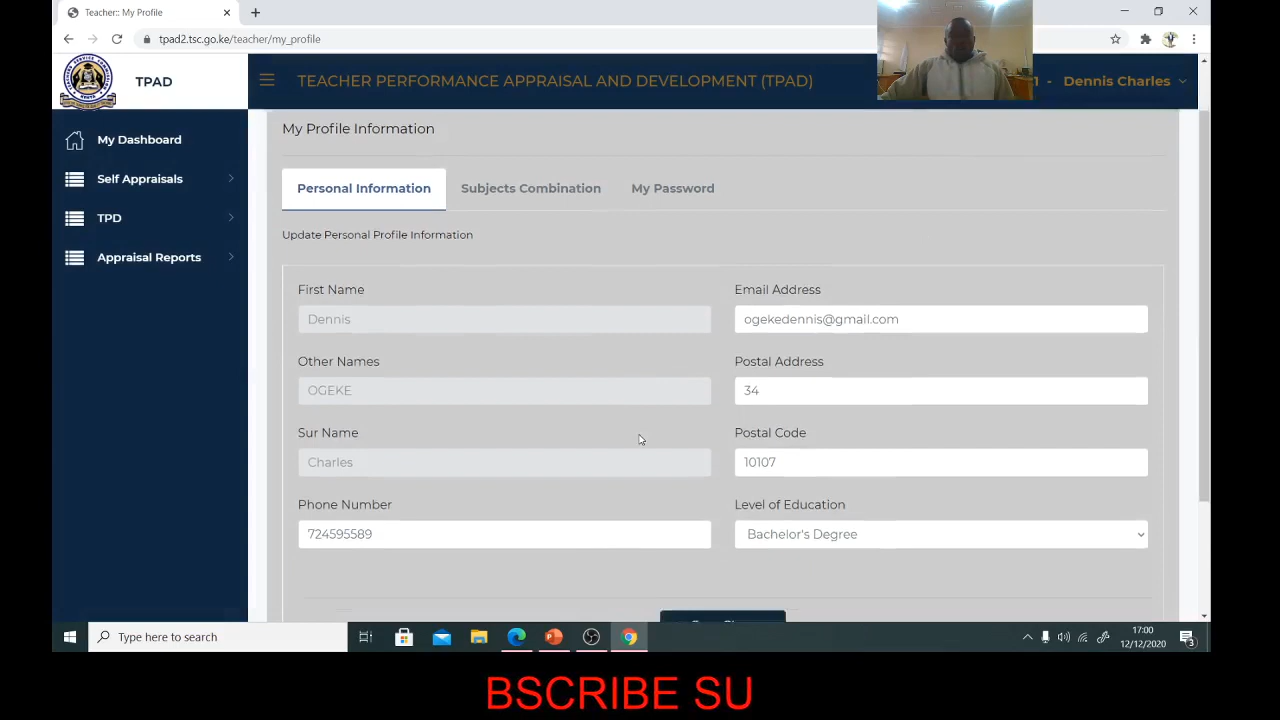 Teacher:: My Profile
tpad2.tsc.go.ke/teacher/my_profile
TPAD
TEACHER PERFORMANCE APPRAISAL AND DEVELOPMENT (TPAD)
1 - Dennis Charles
My Dashboard
Self Appraisals
TPD
Appraisal Reports
My Profile Information
Personal Information
Subjects Combination
My Password
Update Personal Profile Information
First Name
Dennis
Email Address
ogekedennis@gmail.com
Other Names
OGEKE
Postal Address
34
Sur Name
Charles
Postal Code
10107
Phone Number
724595589
Level of Education
Bachelor's Degree
Type here to search
17:00
12/12/2020
3
BSCRIBE SU